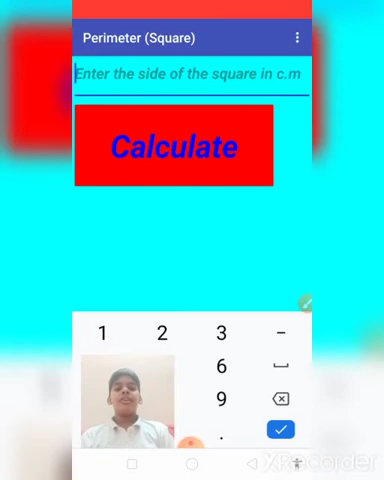 Perimeter (Square)
Enter the side of the square in c.m
Calculate
1 2 3 -
6
9
.
XRecorder